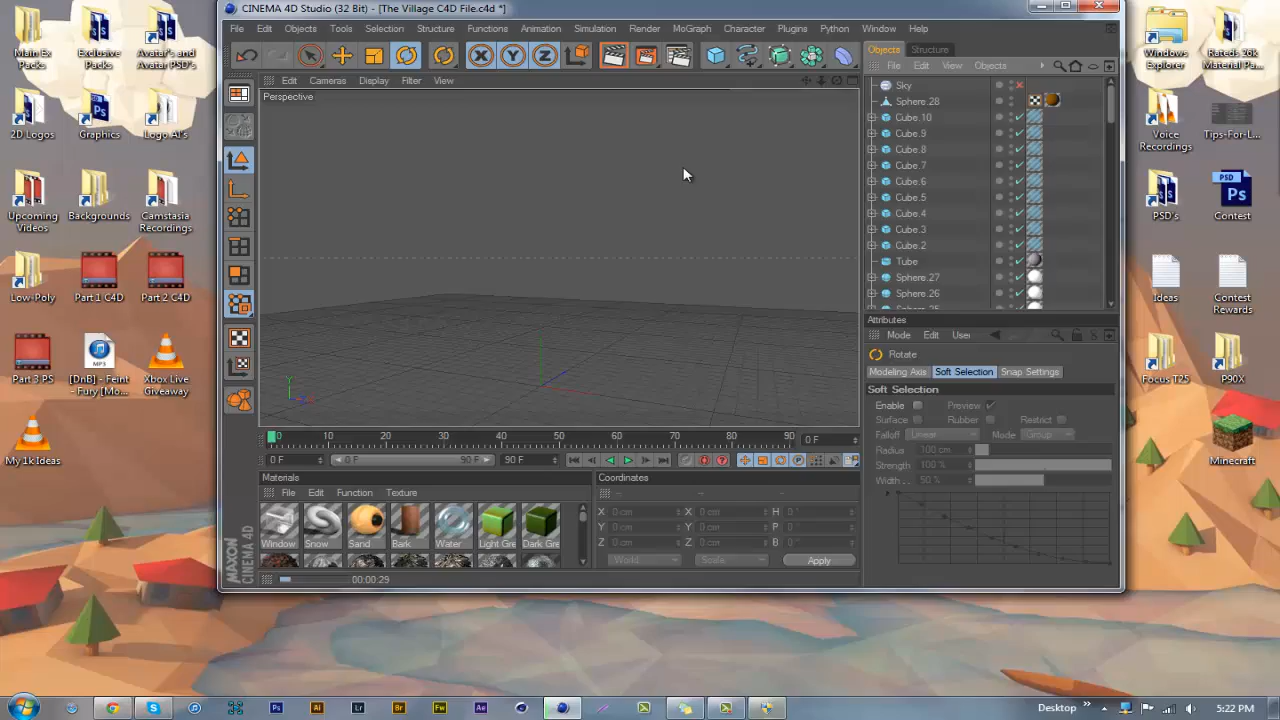 CINEMA 4D Studio (32 Bit) - [The Village C4D File.c4d *]
File Edit Objects Tools Selection Structure Functions Animation Simulation Render MoGraph Character Plugins Python Window Help
Objects Structure
File Edit View Objects
Edit Cameras Display Filter View
Perspective
Sky
Sphere.28
Cube.10
Cube.9
Cube.8
Cube.7
Cube.6
Cube.5
Cube.4
Cube.3
Cube.2
Tube
Sphere.27
Sphere.26
Attributes
Mode Edit User
Rotate
Modeling Axis Soft Selection Snap Settings
Soft Selection
Enable Preview
Surface Rubber Restrict
Falloff Linear Mode Group
Radius 100 cm
Strength 100 %
Width 50 %
0 10 20 30 40 50 60 70 80 90 0 F
0 F 0 F 90 F 90 F
Materials
File Edit Function Texture
Window Snow Sand Bark Water Light Gre Dark Gre
Coordinates
X 0 cm X 0 cm H 0 °
Y 0 cm Y 0 cm P 0 °
Z 0 cm Z 0 cm B 0 °
World Scale Apply
MAXON CINEMA 4D
00:00:29
Main Ex Packs
Exclusive Packs
Avatar's and Avatar PSD's
2D Logos
Graphics
Logo AI's
Upcoming Videos
Backgrounds
Camstasia Recordings
Low-Poly
Part 1 C4D
Part 2 C4D
Part 3 PS
[DnB] - Feint - Fury [Mo...
Xbox Live Giveaway
My 1k Ideas
Windows Explorer
RatedL 26k Material Pa...
Voice Recordings
Tips-For-L...
PSD's
Contest
Ideas
Contest Rewards
Focus T25
P90X
Minecraft
Desktop
5:22 PM